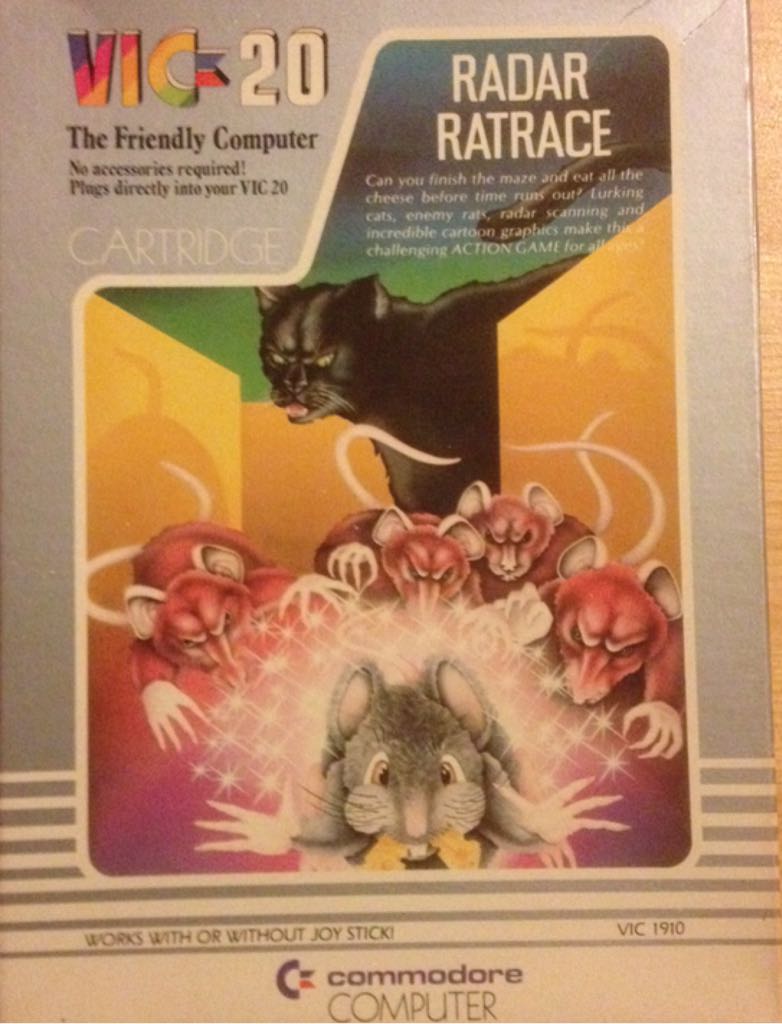 VIC-20
The Friendly Computer
No accessories required!
Plugs directly into your VIC 20
CARTRIDGE
RADAR
RATRACE
Can you finish the maze and eat all the
cheese before time runs out? Lurking
cats, enemy rats, radar scanning and
incredible cartoon graphics make this a
challenging ACTION GAME for all ages!
WORKS WITH OR WITHOUT JOY STICK!
VIC 1910
commodore
COMPUTER